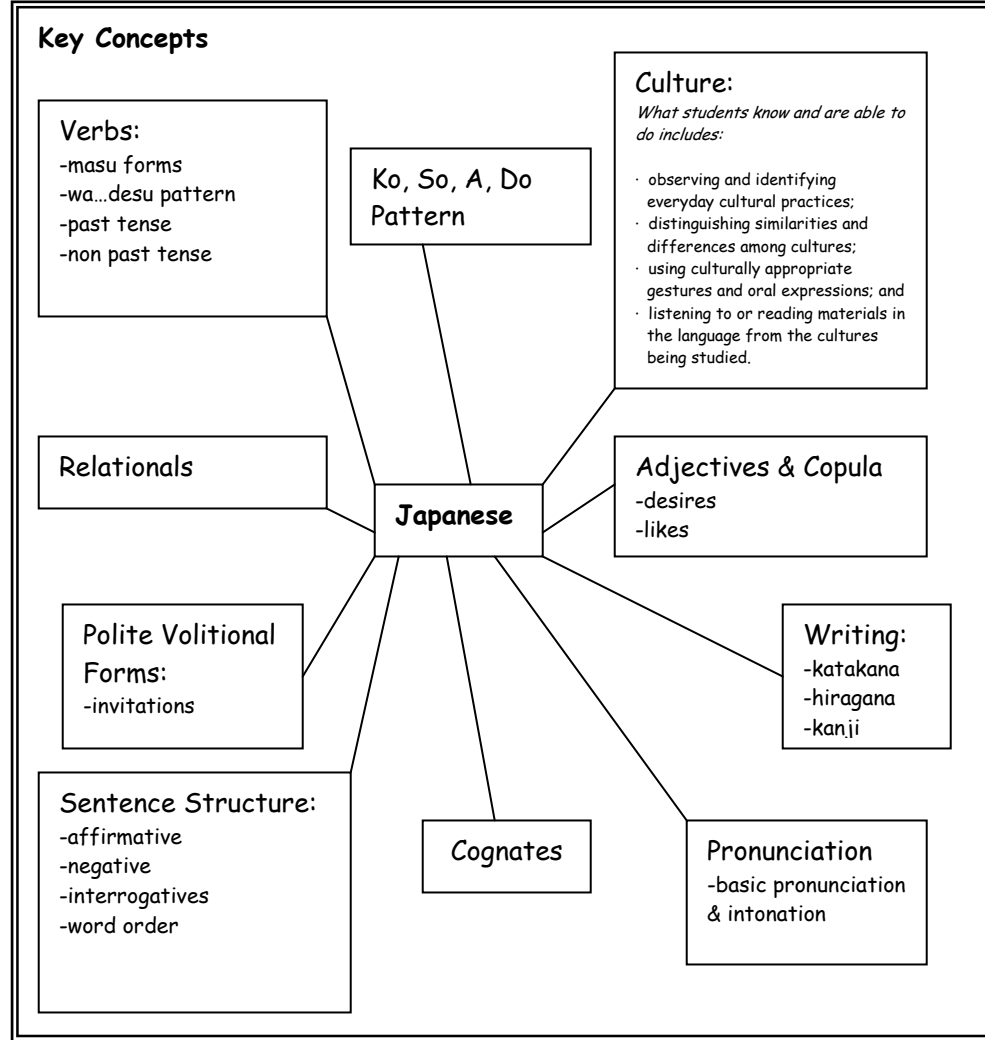 Key Concepts
Verbs:
-masu forms
-wa…desu pattern
-past tense
-non past tense
Ko, So, A, Do
Pattern
Culture:
What students know and are able to
do includes:
· observing and identifying
everyday cultural practices;
· distinguishing similarities and
differences among cultures;
· using culturally appropriate
gestures and oral expressions; and
· listening to or reading materials in
the language from the cultures
being studied.
Relationals
Japanese
Adjectives & Copula
-desires
-likes
Polite Volitional
Forms:
-invitations
Writing:
-katakana
-hiragana
-kanji
Sentence Structure:
-affirmative
-negative
-interrogatives
-word order
Cognates
Pronunciation
-basic pronunciation
& intonation